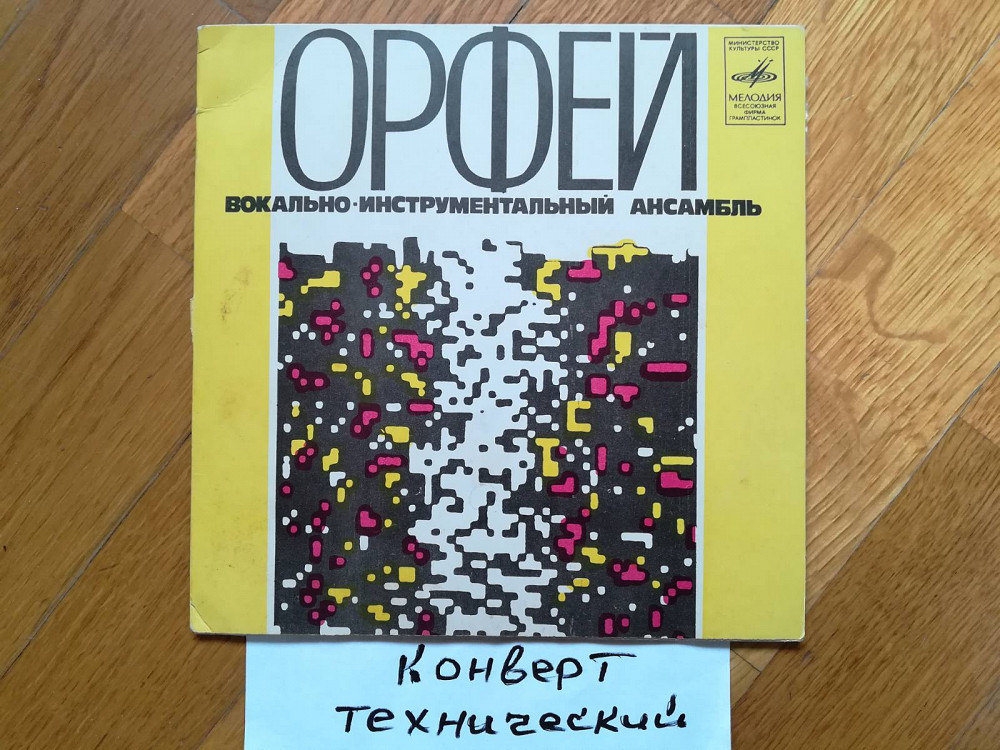 ОРФЕЙ
МИНИСТЕРСТВО
КУЛЬТУРЫ СССР
МЕЛОДИЯ
ВСЕСОЮЗНАЯ
ФИРМА
ГРАМПЛАСТИНОК
ВОКАЛЬНО-ИНСТРУМЕНТАЛЬНЫЙ АНСАМБЛЬ
Конверт
технический